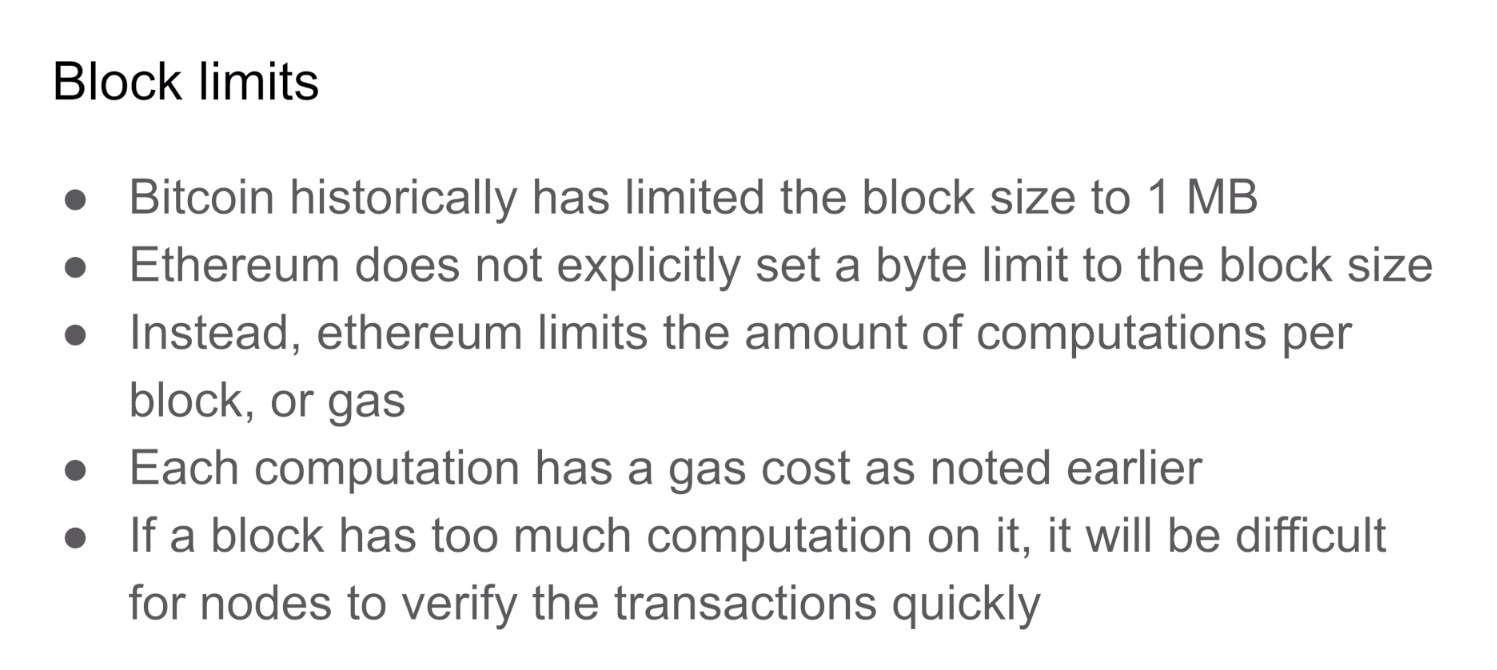 Block limits
● Bitcoin historically has limited the block size to 1 MB
● Ethereum does not explicitly set a byte limit to the block size
● Instead, ethereum limits the amount of computations per
block, or gas
● Each computation has a gas cost as noted earlier
● If a block has too much computation on it, it will be difficult
for nodes to verify the transactions quickly